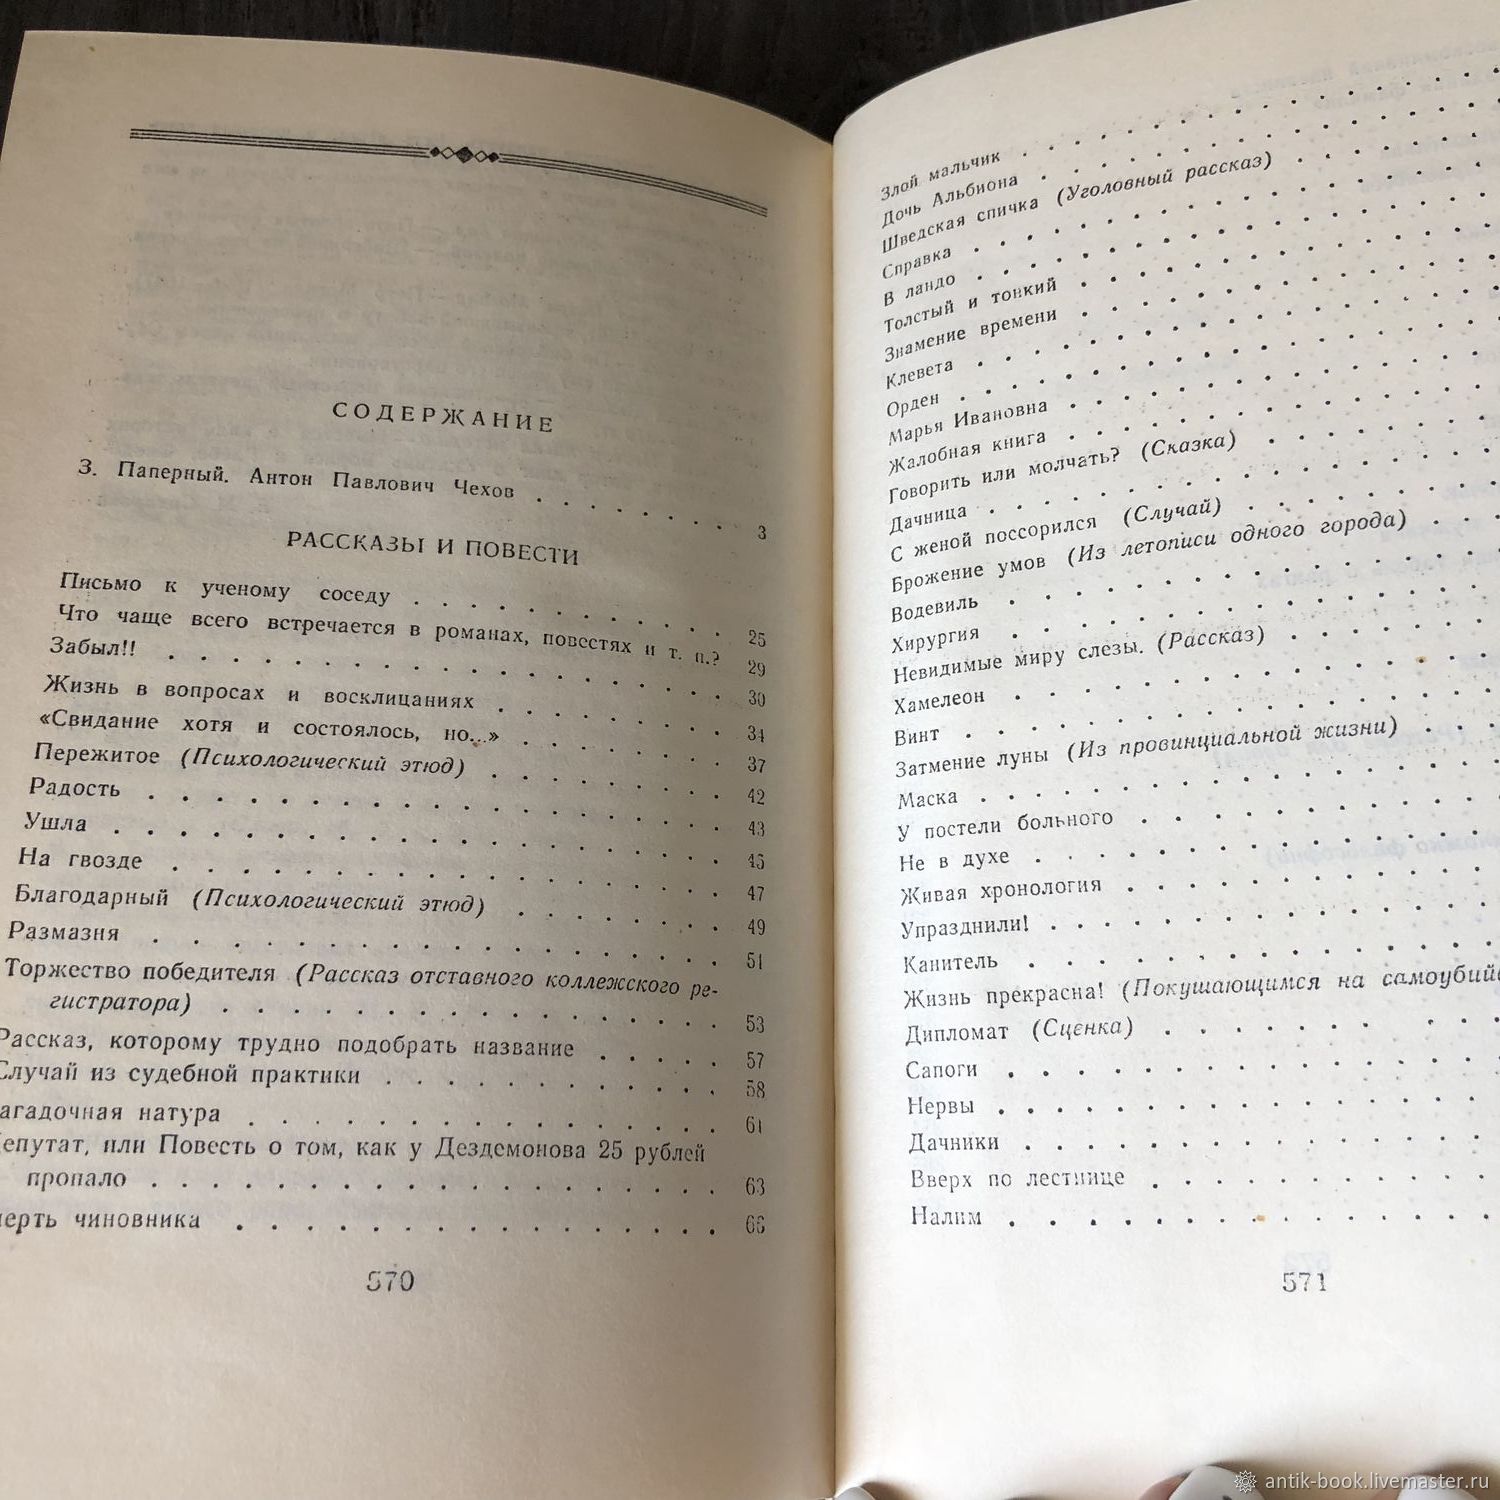 СОДЕРЖАНИЕ
З. Паперный. Антон Павлович Чехов . . . . . . . 3
РАССКАЗЫ И ПОВЕСТИ
Письмо к ученому соседу . . . . . . . . . . . 25
Что чаще всего встречается в романах, повестях и т. п.? 29
Забыл!! . . . . . . . . . . . . . . . . . . . 30
Жизнь в вопросах и восклицаниях . . . . . . . . 34
«Свидание хотя и состоялось, но...» . . . . . . . 37
Пережитое (Психологический этюд) . . . . . . . . 42
Радость . . . . . . . . . . . . . . . . . . . 43
Ушла . . . . . . . . . . . . . . . . . . . . 45
На гвозде . . . . . . . . . . . . . . . . . . 47
Благодарный (Психологический этюд) . . . . . . . 49
Размазня . . . . . . . . . . . . . . . . . . 51
Торжество победителя (Рассказ отставного коллежского ре-
гистратора) . . . . . . . . . . . . . . . . . 53
Рассказ, которому трудно подобрать название . . . . 57
Случай из судебной практики . . . . . . . . . . . 58
агадочная натура . . . . . . . . . . . . . . . 61
епутат, или Повесть о том, как у Дездемонова 25 рублей
пропало . . . . . . . . . . . . . . . . . . . 63
мерть чиновника . . . . . . . . . . . . . . . 66
570
Злой мальчик . . . . . . . . . . . . . . .
Дочь Альбиона . . . . . . . . . . . . . .
Шведская спичка (Уголовный рассказ) . . . . . .
Справка . . . . . . . . . . . . . . . . .
В ландо . . . . . . . . . . . . . . . . .
Толстый и тонкий . . . . . . . . . . . . .
Знамение времени . . . . . . . . . . . . .
Клевета . . . . . . . . . . . . . . . . .
Орден . . . . . . . . . . . . . . . . . .
Марья Ивановна . . . . . . . . . . . . . .
Жалобная книга . . . . . . . . . . . . . .
Говорить или молчать? (Сказка) . . . . . . . .
Дачница . . . . . . . . . . . . . . . . .
С женой поссорился (Случай) . . . . . . . . .
Брожение умов (Из летописи одного города) . . .
Водевиль . . . . . . . . . . . . . . . . .
Хирургия . . . . . . . . . . . . . . . . .
Невидимые миру слезы. (Рассказ) . . . . . . .
Хамелеон . . . . . . . . . . . . . . . . .
Винт . . . . . . . . . . . . . . . . . . .
Затмение луны (Из провинциальной жизни) . . .
Маска . . . . . . . . . . . . . . . . . .
У постели больного . . . . . . . . . . . .
Не в духе . . . . . . . . . . . . . . . .
Живая хронология . . . . . . . . . . . . .
Упразднили! . . . . . . . . . . . . . . .
Канитель . . . . . . . . . . . . . . . . .
Жизнь прекрасна! (Покушающимся на самоубий
Дипломат (Сценка) . . . . . . . . . . . .
Сапоги . . . . . . . . . . . . . . . . . .
Нервы . . . . . . . . . . . . . . . . . .
Дачники . . . . . . . . . . . . . . . . .
Вверх по лестнице . . . . . . . . . . . . .
Налим . . . . . . . . . . . . . . . . . .
571
antik-book.livemaster.ru